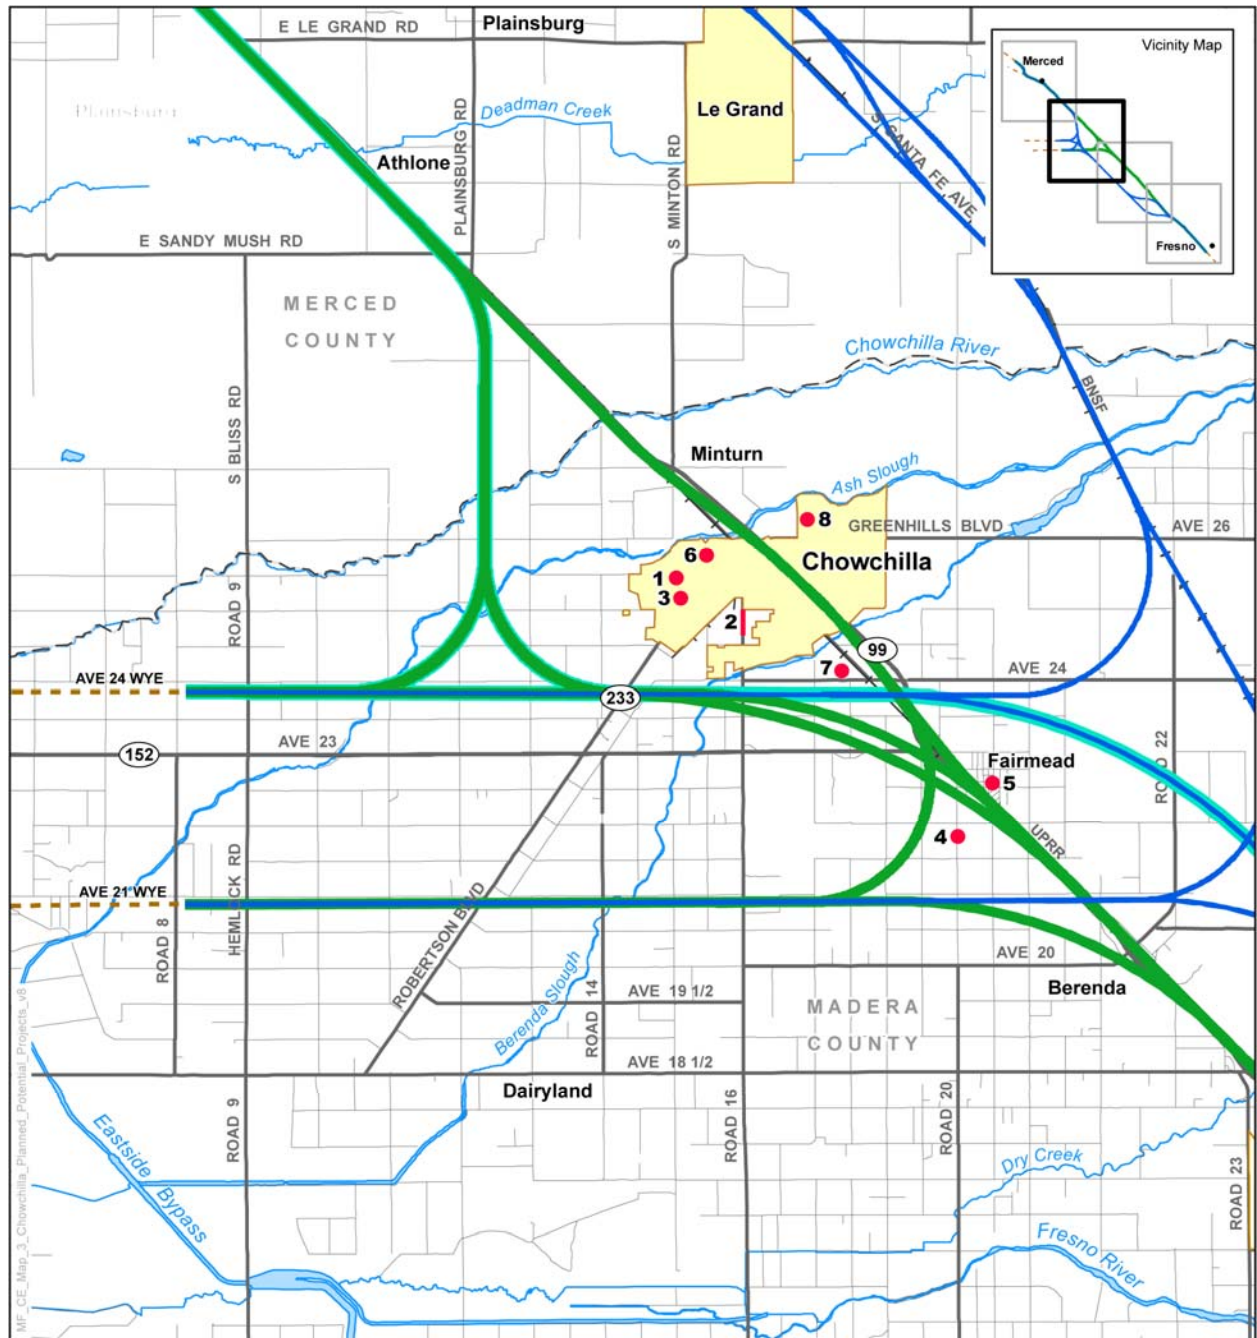 E LE GRAND RD
Plainsburg
Vicinity Map
Merced
Fresno
Plainsburg
Deadman Creek
PLAINSBURG RD
Le Grand
S SANTA FE AVE
Athlone
S MINTON RD
E SANDY MUSH RD
MERCED
COUNTY
Chowchilla River
BNSF
S BLISS RD
Minturn
Ash Slough
8
GREENHILLS BLVD
AVE 26
6
Chowchilla
1
3
ROAD 9
2
99
7
AVE 24
AVE 24 WYE
233
AVE 23
152
ROAD 22
Fairmead
5
4
UPRR
AVE 21 WYE
HEMLOCK RD
ROAD 8
ROBERTSON BLVD
AVE 20
Berenda
Berenda Slough
ROAD 14
AVE 19 1/2
MADERA
COUNTY
AVE 18 1/2
Dairyland
MF_CE_Map_3_Chowchilla_Planned_Potential_Projects_v8
Eastside Bypass
ROAD 9
ROAD 16
ROAD 20
Dry Creek
ROAD 23
Fresno River